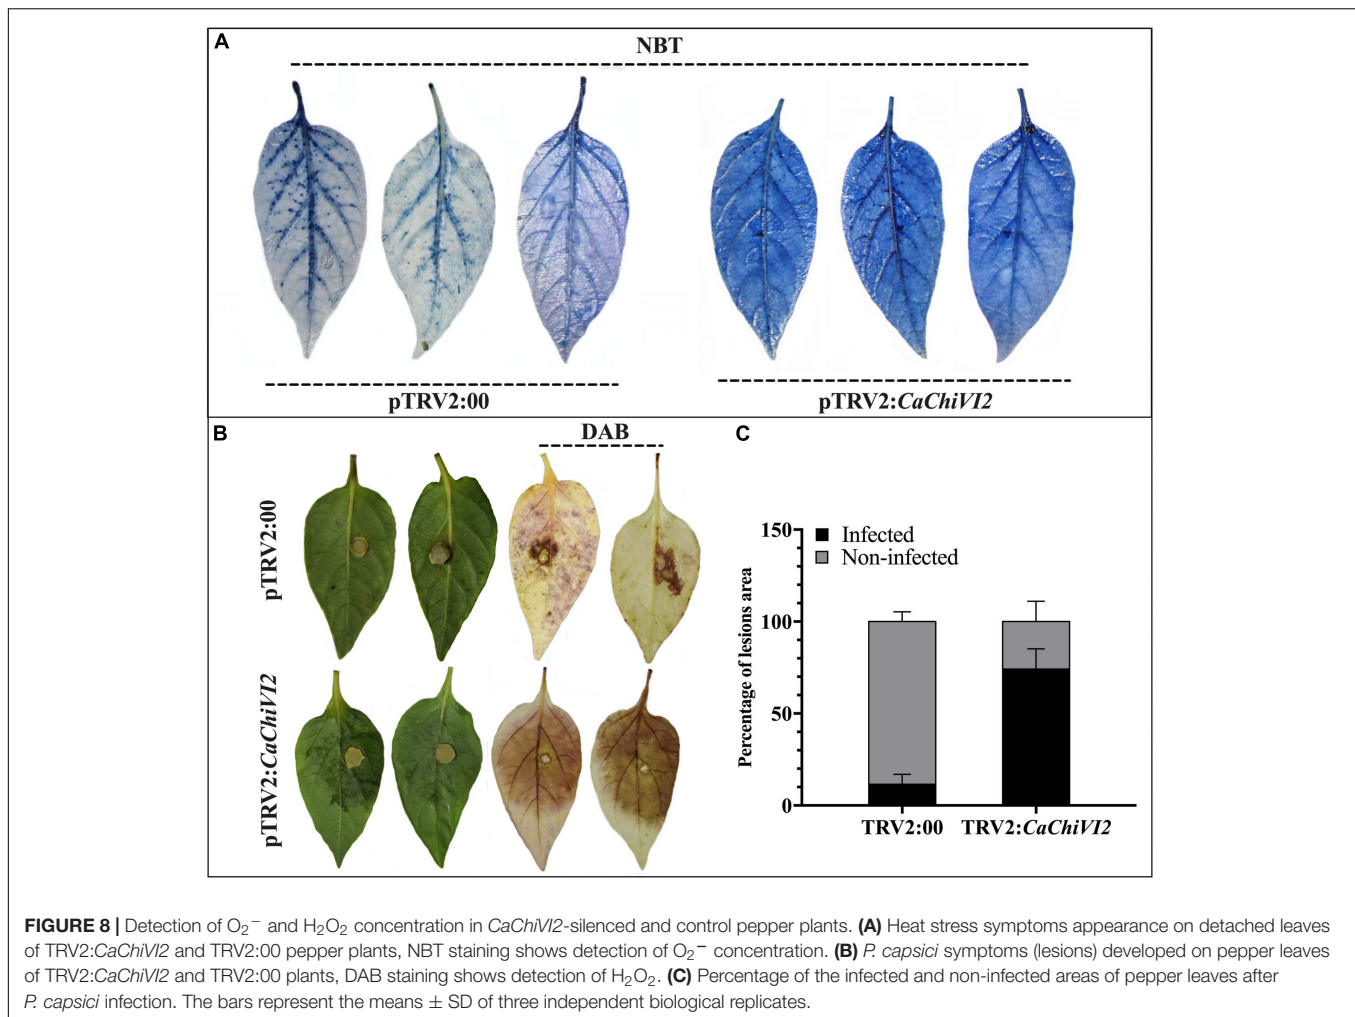 A
NBT
pTRV2:00
pTRV2:CaChiVI2
B
DAB
pTRV2:00
pTRV2:CaChiVI2
C
Infected
Non-infected
Percentage of lesions area
150
100
50
0
TRV2:00
TRV2:CaChiVI2
FIGURE 8 | Detection of O₂⁻ and H₂O₂ concentration in CaChiVI2-silenced and control pepper plants. (A) Heat stress symptoms appearance on detached leaves
of TRV2:CaChiVI2 and TRV2:00 pepper plants, NBT staining shows detection of O₂⁻ concentration. (B) P. capsici symptoms (lesions) developed on pepper leaves
of TRV2:CaChiVI2 and TRV2:00 plants, DAB staining shows detection of H₂O₂. (C) Percentage of the infected and non-infected areas of pepper leaves after
P. capsici infection. The bars represent the means ± SD of three independent biological replicates.